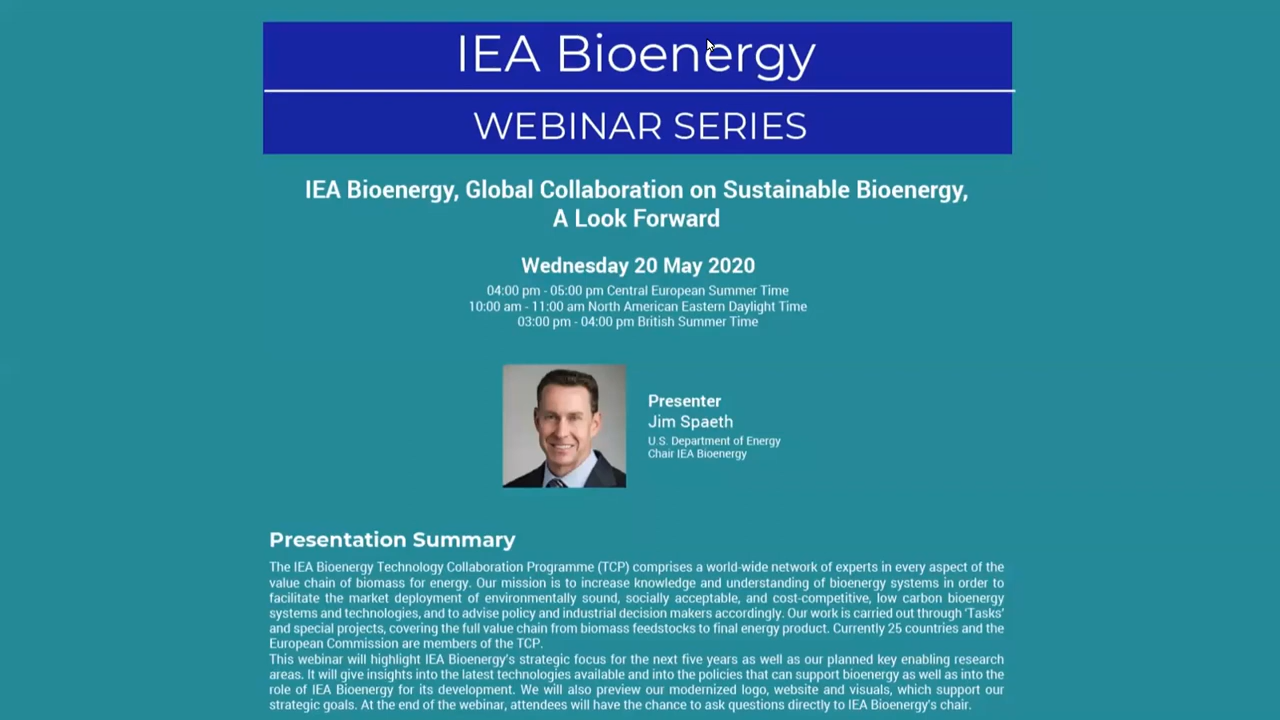 IEA Bioenergy
WEBINAR SERIES
IEA Bioenergy, Global Collaboration on Sustainable Bioenergy,
A Look Forward
Wednesday 20 May 2020
04:00 pm - 05:00 pm Central European Summer Time
10:00 am - 11:00 am North American Eastern Daylight Time
03:00 pm - 04:00 pm British Summer Time
Presenter
Jim Spaeth
U.S. Department of Energy
Chair IEA Bioenergy
Presentation Summary
The IEA Bioenergy Technology Collaboration Programme (TCP) comprises a world-wide network of experts in every aspect of the
value chain of biomass for energy. Our mission is to increase knowledge and understanding of bioenergy systems in order to
facilitate the market deployment of environmentally sound, socially acceptable, and cost-competitive, low carbon bioenergy
systems and technologies, and to advise policy and industrial decision makers accordingly. Our work is carried out through 'Tasks'
and special projects, covering the full value chain from biomass feedstocks to final energy product. Currently 25 countries and the
European Commission are members of the TCP.
This webinar will highlight IEA Bioenergy's strategic focus for the next five years as well as our planned key enabling research
areas. It will give insights into the latest technologies available and into the policies that can support bioenergy as well as into the
role of IEA Bioenergy for its development. We will also preview our modernized logo, website and visuals, which support our
strategic goals. At the end of the webinar, attendees will have the chance to ask questions directly to IEA Bioenergy's chair.